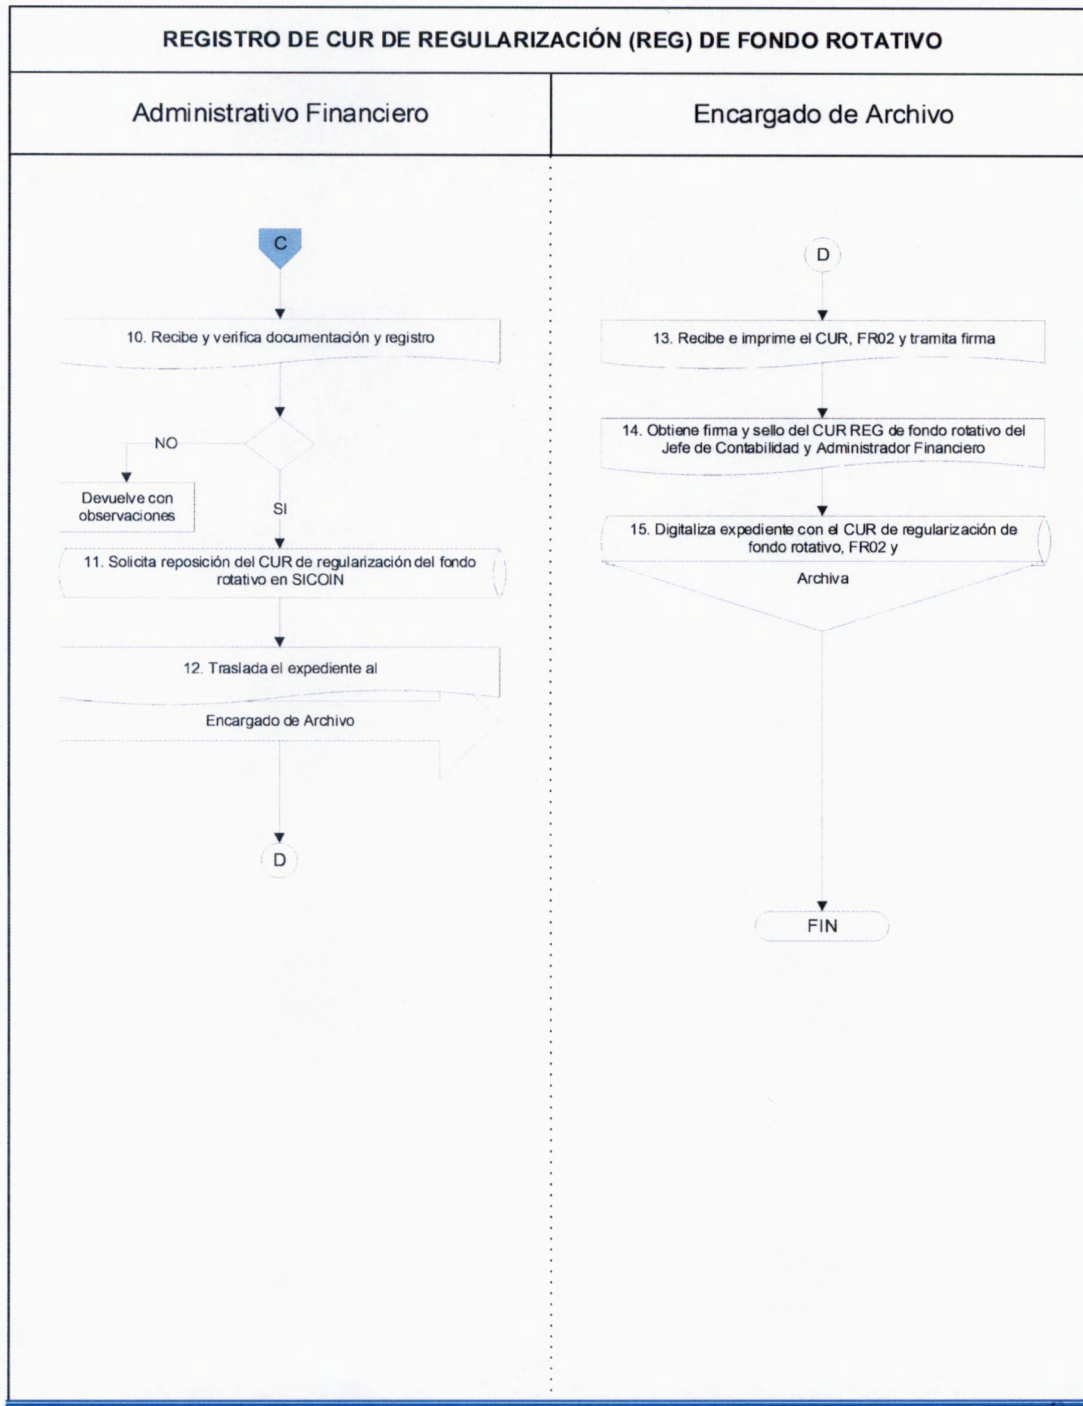 REGISTRO DE CUR DE REGULARIZACIÓN (REG) DE FONDO ROTATIVO
Administrativo Financiero
Encargado de Archivo
C
10. Recibe y verifica documentación y registro
NO
Devuelve con
observaciones
SI
11. Solicita reposición del CUR de regularización del fondo
rotativo en SICOIN
12. Traslada el expediente al
Encargado de Archivo
D
D
13. Recibe e imprime el CUR, FR02 y tramita firma
14. Obtiene firma y sello del CUR REG de fondo rotativo del
Jefe de Contabilidad y Administrador Financiero
15. Digitaliza expediente con el CUR de regularización de
fondo rotativo, FR02 y
Archiva
FIN